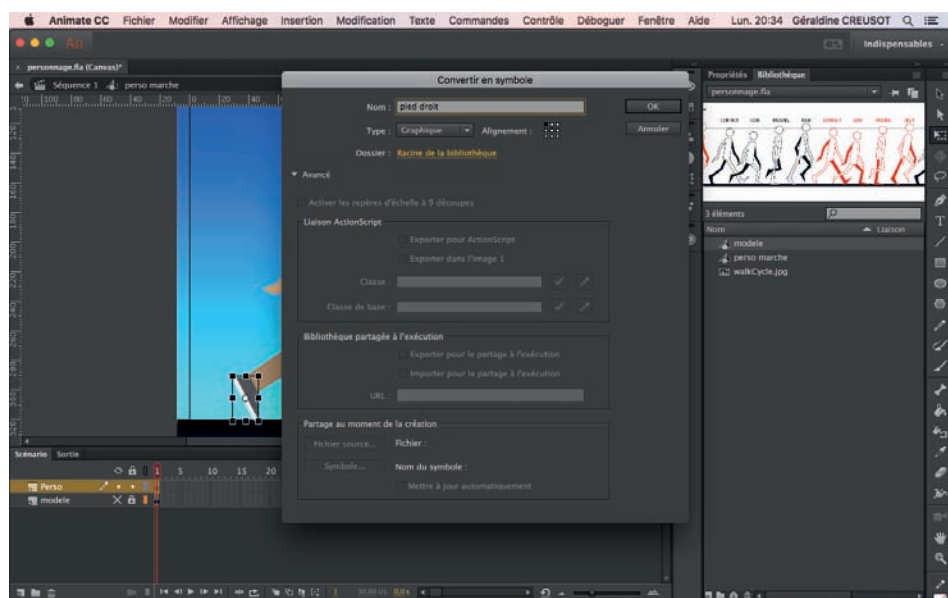 Animate CC Fichier Modifier Affichage Insertion Modification Texte Commandes Contrôle Déboguer Fenêtre Aide Lun. 20:34 Géraldine CREUSOT
An
Indispensables
personnage.fla (Canvas)*
Séquence 1 perso marche
Convertir en symbole
Nom : pied droit
OK
Type : Graphique Alignement :
Annuler
Dossier : Racine de la bibliothèque
Avancé
Activer les repères d'échelle à 9 découpes
Liaison ActionScript
Exporter pour ActionScript
Exporter dans l'image 1
Classe :
Classe de base :
Bibliothèque partagée à l'exécution
Exporter pour le partage à l'exécution
Importer pour le partage à l'exécution
URL :
Partage au moment de la création
Fichier source... Fichier :
Symbole... Nom du symbole :
Mettre à jour automatiquement
Propriétés Bibliothèque
personnage.fla
3 éléments
Nom Liaison
modele
perso marche
walkCycle.jpg
Scénario Sortie
1 5 10 15 20
Perso
modele
1 30,00 i/s 0,0 s